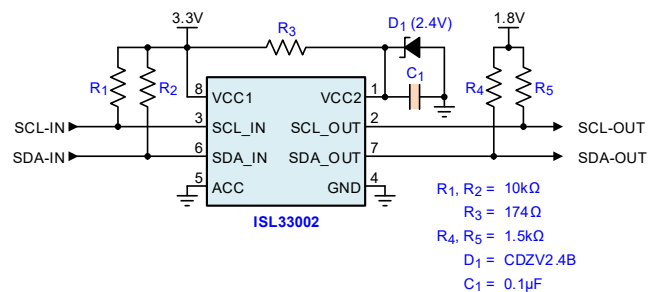 3.3V
D1 (2.4V)
1.8V
R3
R1
R2
C1
R4
R5
8
VCC1
VCC2
1
SCL-IN
3
SCL_IN
SCL_OUT
2
SCL-OUT
SDA-IN
6
SDA_IN
SDA_OUT
7
SDA-OUT
5
ACC
GND
4
ISL33002
R1, R2 = 10kΩ
R3 = 174Ω
R4, R5 = 1.5kΩ
D1 = CDZV2.4B
C1 = 0.1µF